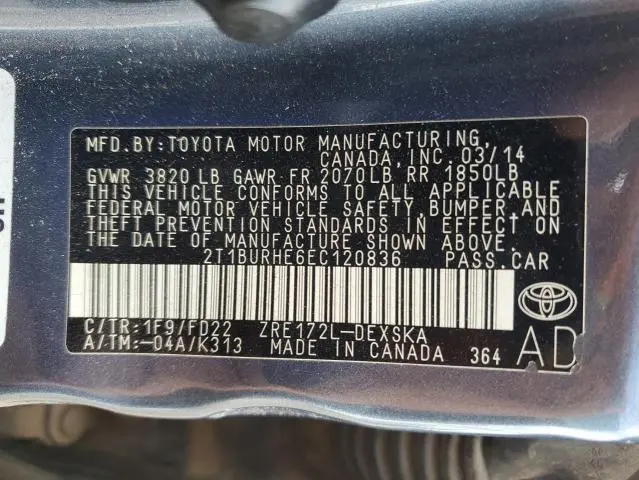 MFD. BY: TOYOTA MOTOR MANUFACTURING,
CANADA, INC. 03/14
GVWR 3820 LB GAWR FR 2070LB RR 1850LB
THIS VEHICLE CONFORMS TO ALL APPLICABLE
FEDERAL MOTOR VEHICLE SAFETY, BUMPER,AND
THEFT PREVENTION STANDARDS IN EFFECT ON
THE DATE OF MANUFACTURE SHOWN ABOVE.
2T1BURHE6EC120836 PASS.CAR
C/TR:1F9/FD22 ZRE172L-DEXSKA
A/TM:-04A/K313 MADE IN CANADA 364
AD